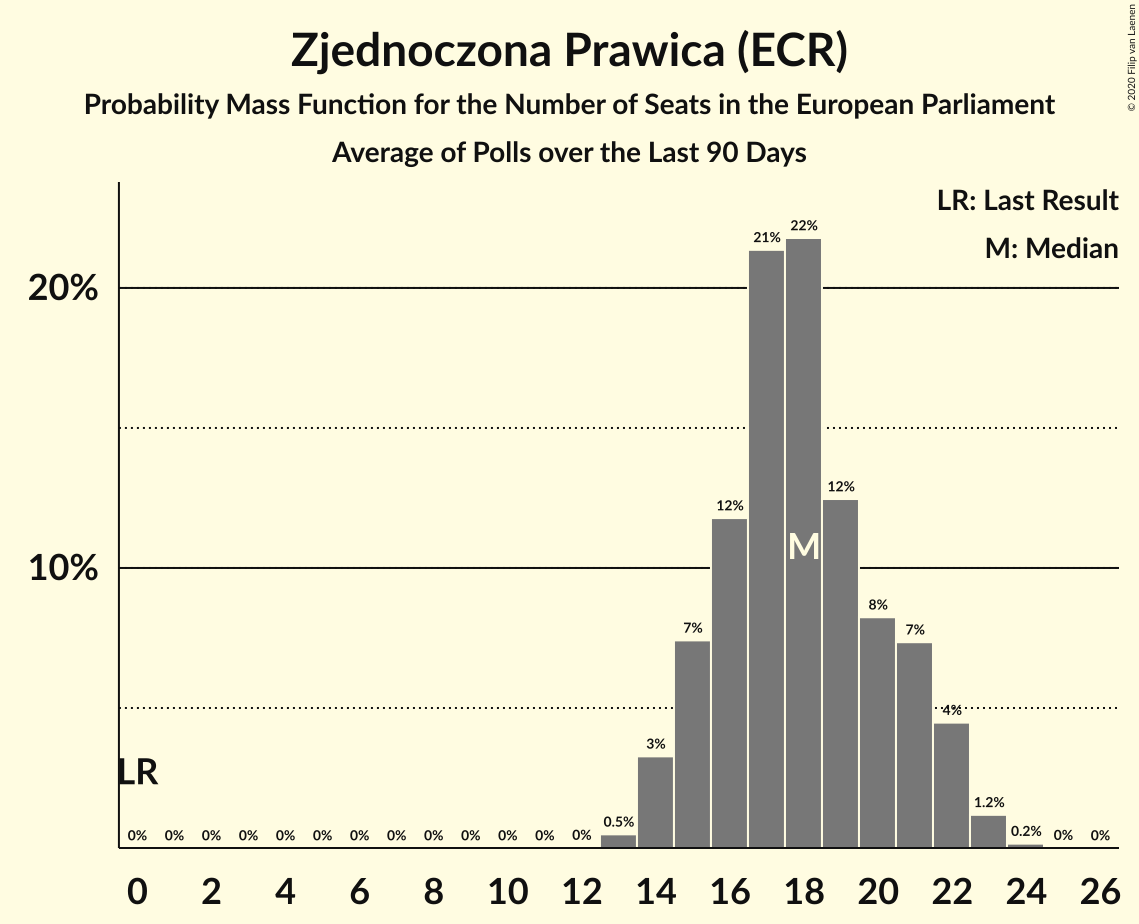 Zjednoczona Prawica (ECR)
Probability Mass Function for the Number of Seats in the European Parliament
Average of Polls over the Last 90 Days
© 2020 Filip van Laenen
LR: Last Result
M: Median
20%
10%
LR
M
0% 0% 0% 0% 0% 0% 0% 0% 0% 0% 0% 0% 0% 0.5% 3% 7% 12% 21% 22% 12% 8% 7% 4% 1.2% 0.2% 0% 0%
0 2 4 6 8 10 12 14 16 18 20 22 24 26